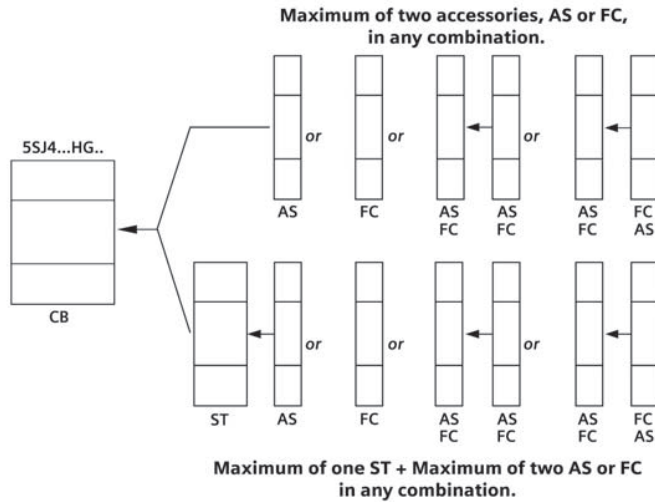 Maximum of two accessories, AS or FC,
in any combination.
5SJ4...HG..
or or or
AS FC AS AS AS FC
FC FC FC AS
CB
or or or
ST AS FC AS AS AS FC
FC FC FC AS
Maximum of one ST + Maximum of two AS or FC
in any combination.